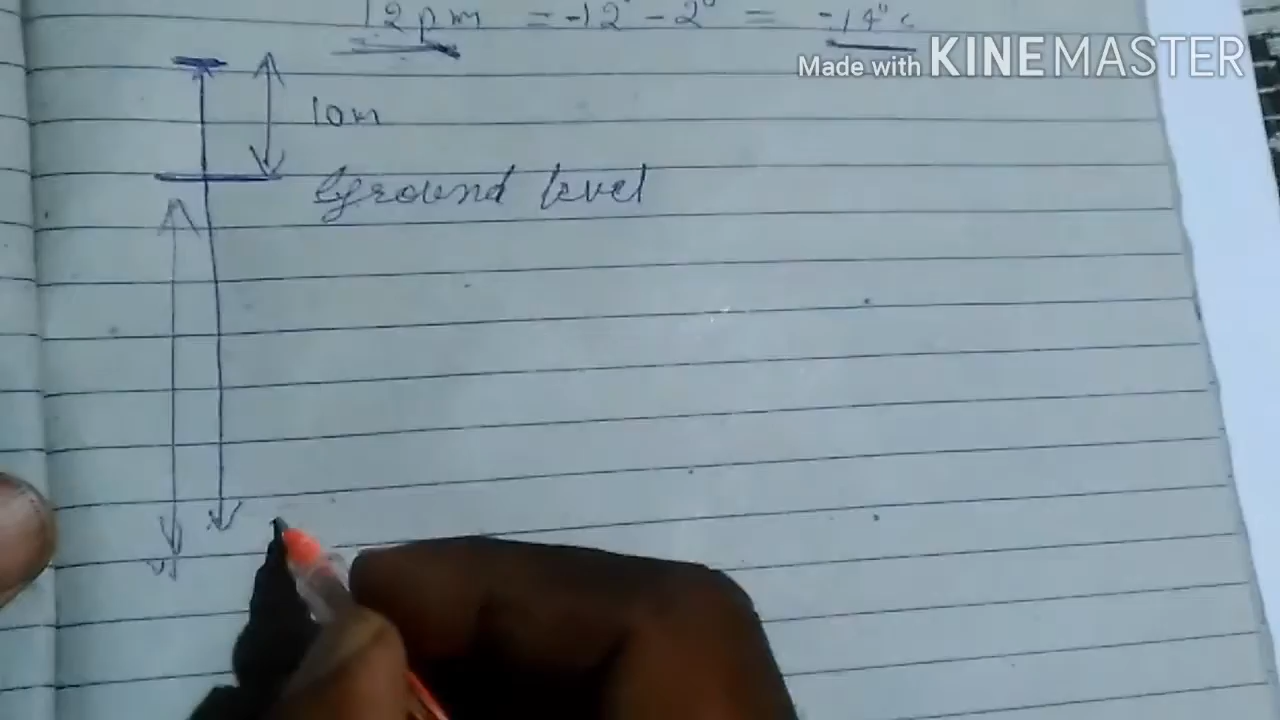 12 pm = -12° - 2° = -14° c
Made with KINEMASTER
10m
Ground level